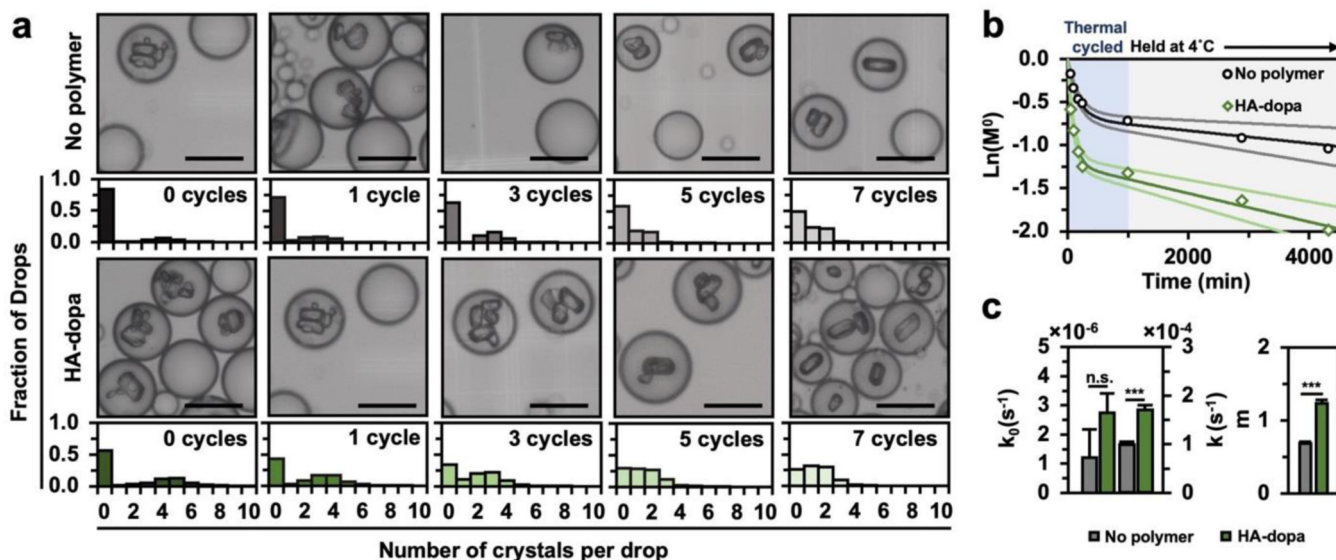 a
No polymer
0 cycles
1 cycle
3 cycles
5 cycles
7 cycles
1.0
0.5
0.0
Fraction of Drops
HA-dopa
0 cycles
1 cycle
3 cycles
5 cycles
7 cycles
1.0
0.5
0.0
0 2 4 6 8 10
0 2 4 6 8 10
0 2 4 6 8 10
0 2 4 6 8 10
0 2 4 6 8 10
Number of crystals per drop
b
Thermal
cycled
Held at 4˚C
0.0
-0.5
-1.0
-1.5
-2.0
Ln(M⁰)
No polymer
HA-dopa
0 2000 4000
Time (min)
c
×10⁻⁶
×10⁻⁴
5
4
3
2
1
0
k₀(s⁻¹)
n.s.
***
3
2
1
0
k (s⁻¹)
m
2
1
0
***
No polymer
HA-dopa